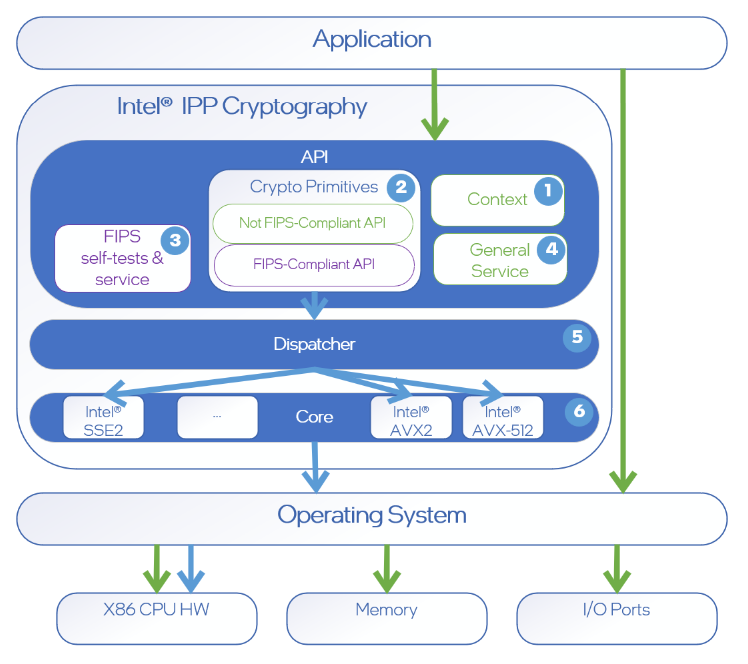 Application
Intel® IPP Cryptography
API
Crypto Primitives 2
Not FIPS-Compliant API
FIPS-Compliant API
Context 1
FIPS 3
self-tests &
service
General 4
Service
Dispatcher 5
Core 6
Intel®
SSE2
...
Intel®
AVX2
Intel®
AVX-512
Operating System
X86 CPU HW
Memory
I/O Ports